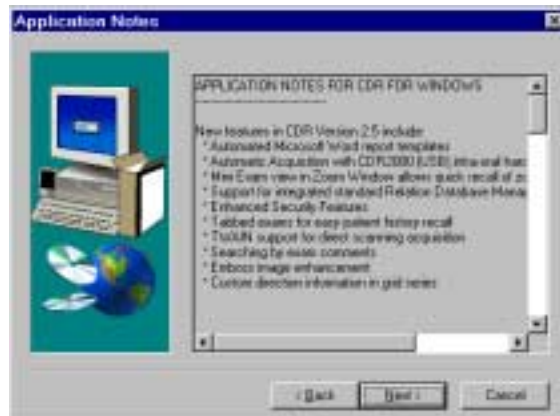 Application Notes
APPLICATION NOTES FOR CDR FOR WINDOWS
------------------------
New features in CDR Version 2.5 include:
* Automated Microsoft Word report templates
* Automatic Acquisition with CDR2000 (USB), intra-oral
* Mini Exam view in Zoom Window allows quick recall of
* Support for integrated standard Relation Database
* Enhanced Security Features
* Tabbed exams for easy patient history recall
* TWAIN support for direct scanning acquisition
* Searching by exam comments
* Emboss image enhancement
* Custom direction information in grid series
< Back
Next >
Cancel